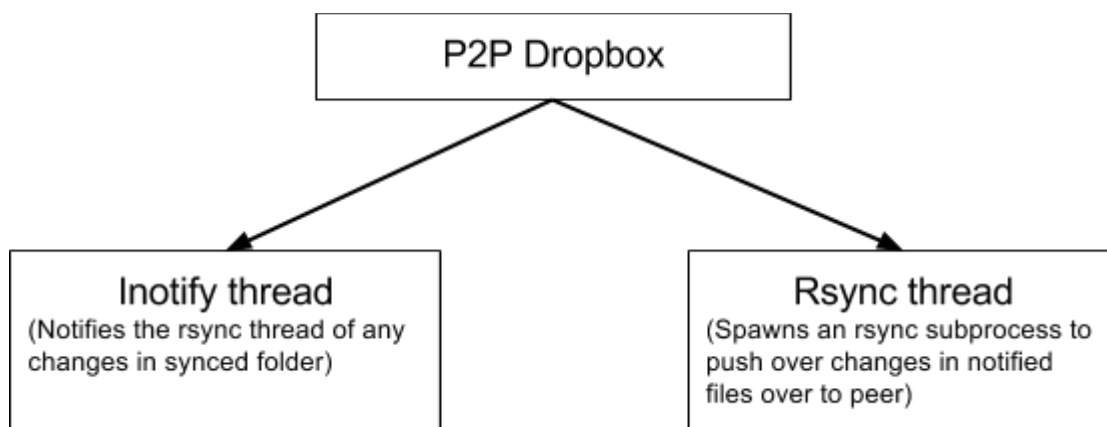 P2P Dropbox
Inotify thread
(Notifies the rsync thread of any
changes in synced folder)
Rsync thread
(Spawns an rsync subprocess to
push over changes in notified
files over to peer)